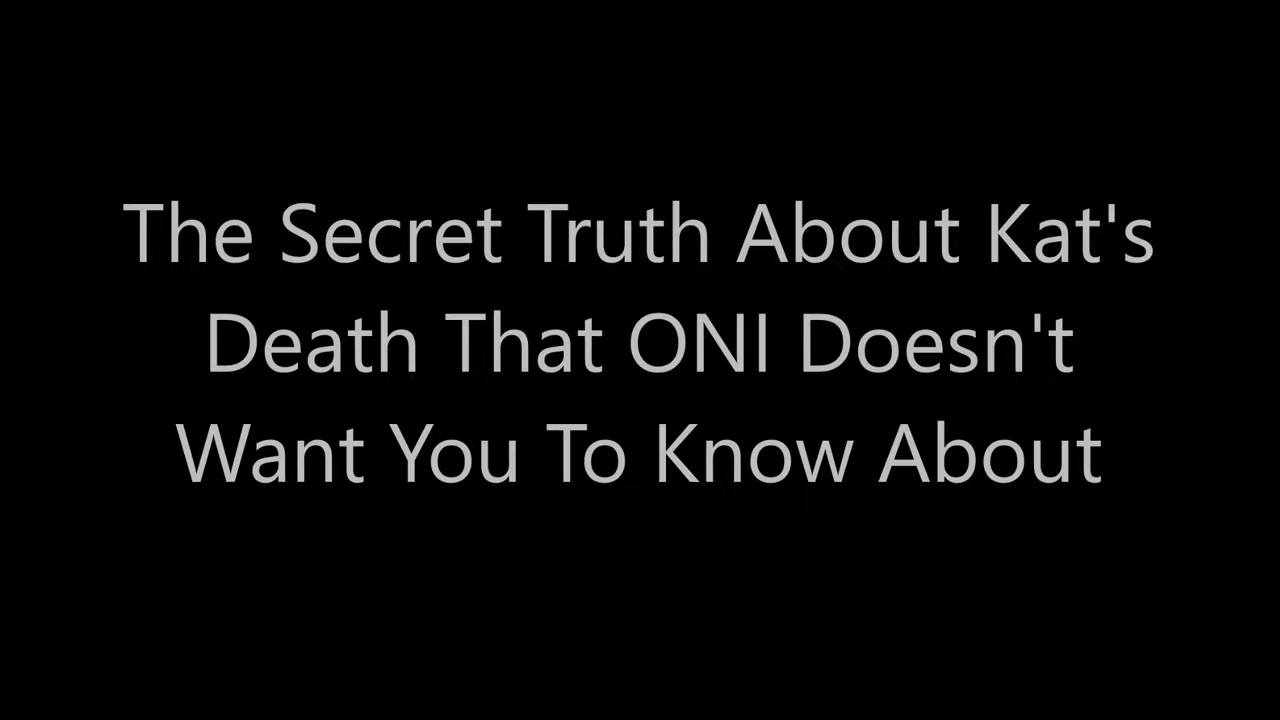 The Secret Truth About Kat's
Death That ONI Doesn't
Want You To Know About